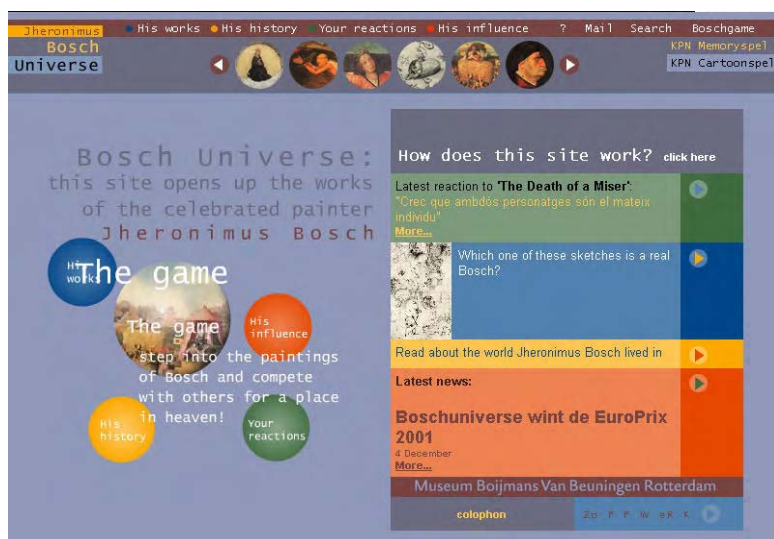 Jheronimus
Bosch
Universe
His works His history Your reactions His influence ? Mail Search Boschgame
KPN Memoryspel
KPN Cartoonspel
Bosch Universe:
this site opens up the works
of the celebrated painter
Jheronimus Bosch
His
works
The game
The game
step into the paintings
of Bosch and compete
with others for a place
in heaven!
His
influence
His
history
Your
reactions
How does this site work? click here
Latest reaction to 'The Death of a Miser':
"Crec que ambdós personatges són el mateix
individu"
More...
Which one of these sketches is a real
Bosch?
Read about the world Jheronimus Bosch lived in
Latest news:
Boschuniverse wint de EuroPrix
2001
4 December
More...
Museum Boijmans Van Beuningen Rotterdam
colophon